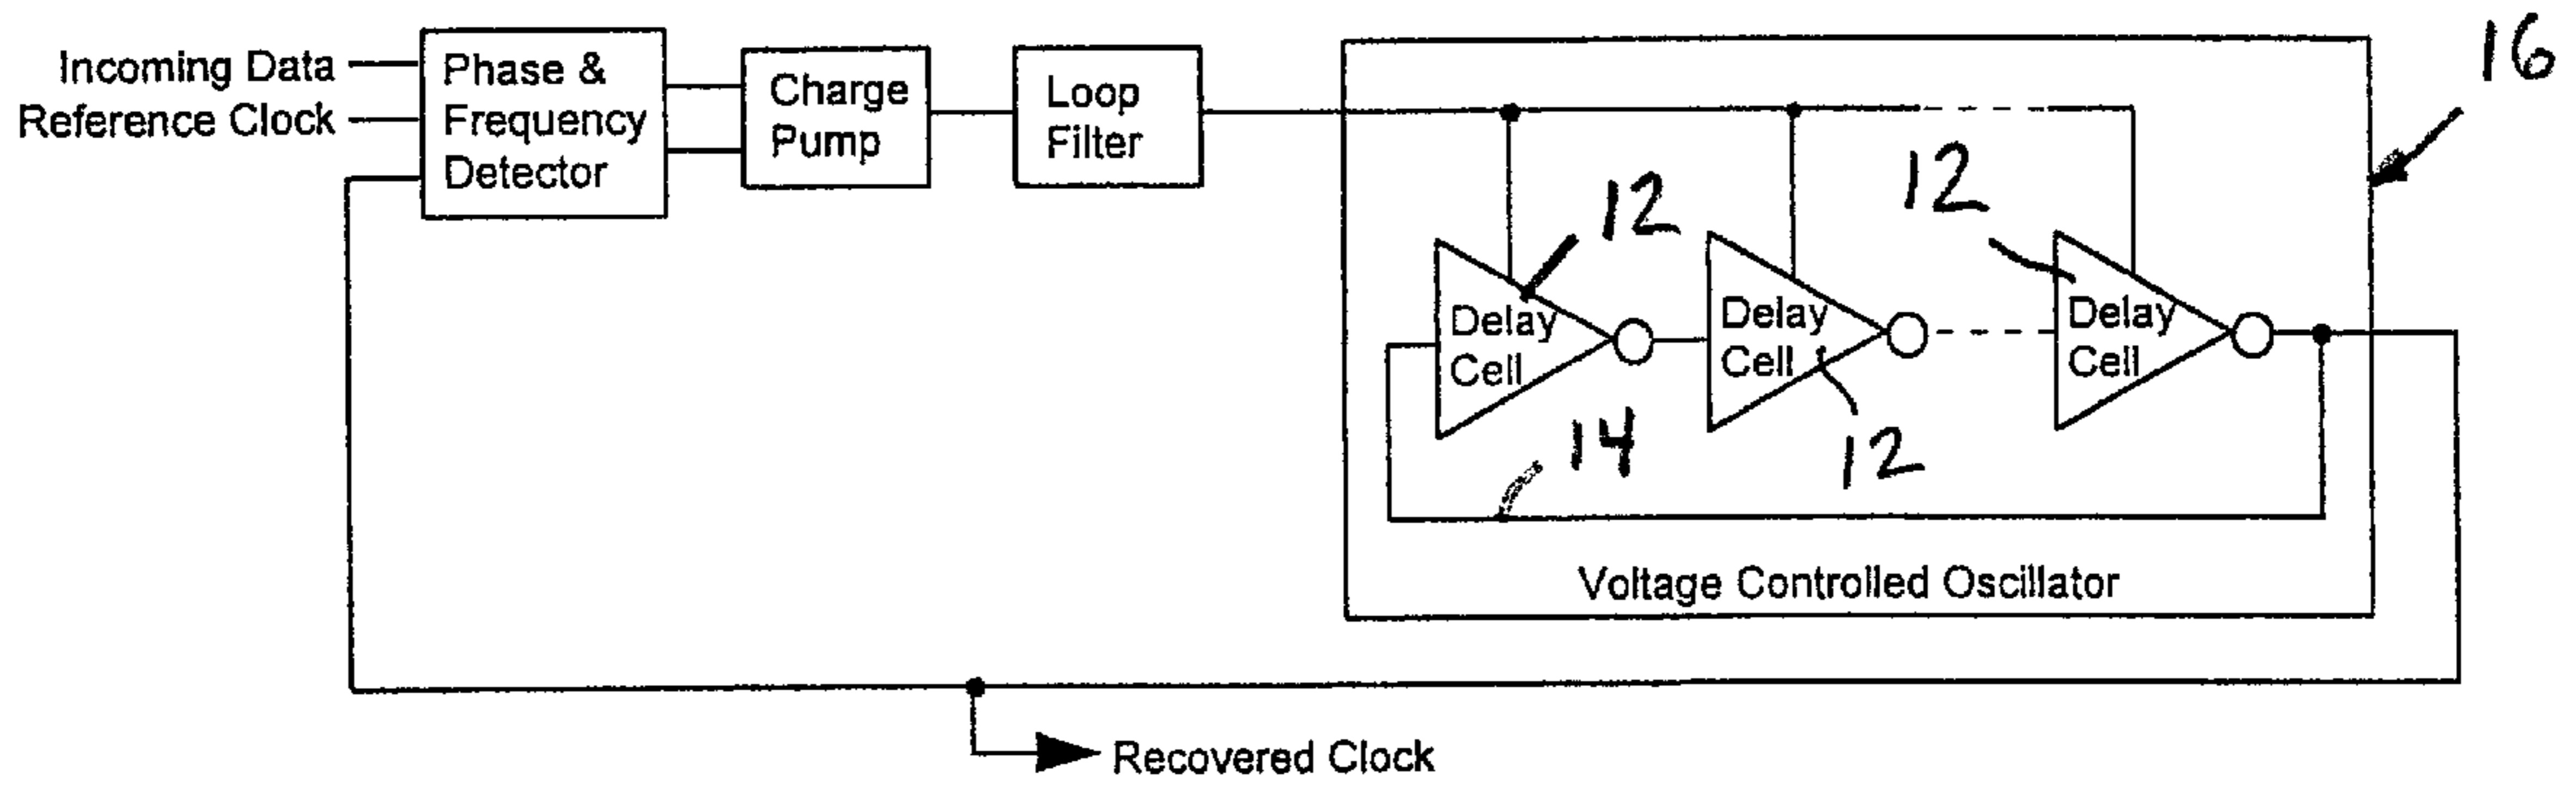 Incoming Data
Reference Clock
Phase &
Frequency
Detector
Charge
Pump
Loop
Filter
16
12
12
Delay
Cell
Delay
Cell
Delay
Cell
14
12
Voltage Controlled Oscillator
Recovered Clock